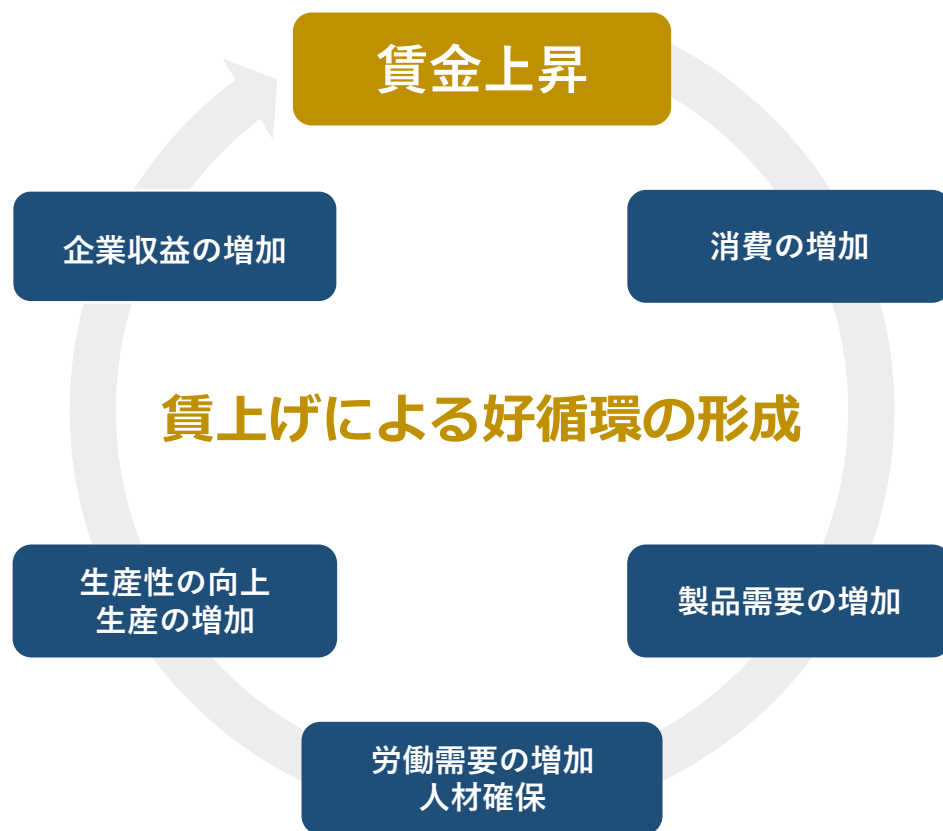 賃金上昇
企業収益の増加
消費の増加
賃上げによる好循環の形成
生産性の向上
生産の増加
製品需要の増加
労働需要の増加
人材確保